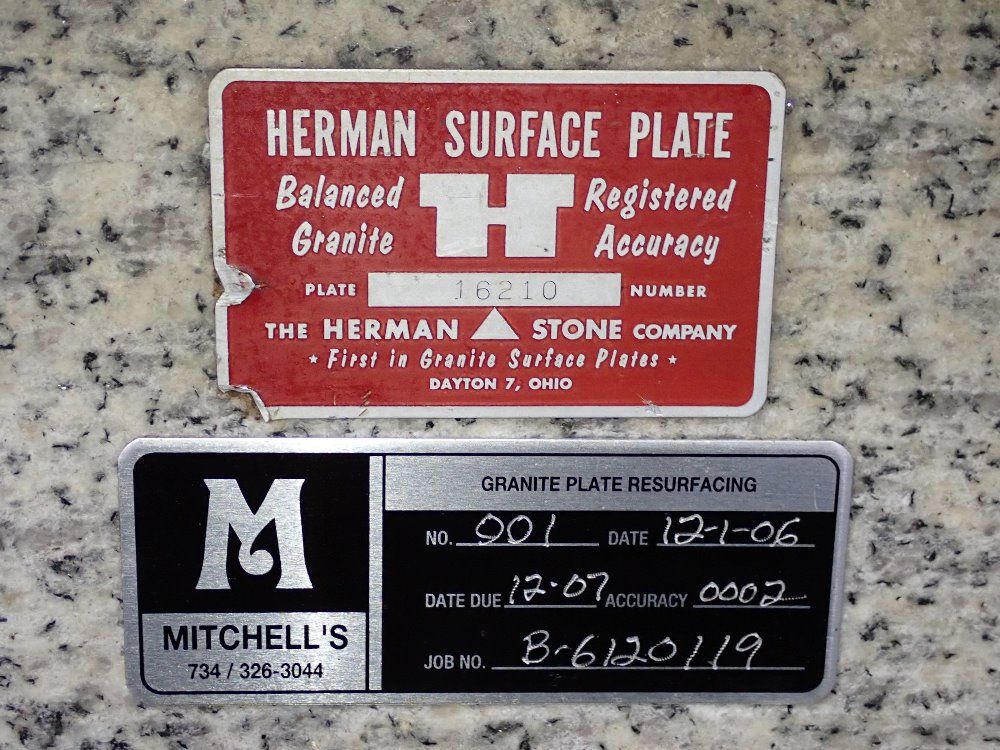 HERMAN SURFACE PLATE
Balanced Granite H Registered Accuracy
PLATE 16210 NUMBER
THE HERMAN STONE COMPANY
* First in Granite Surface Plates *
DAYTON 7, OHIO
M
MITCHELL'S
734 / 326-3044
GRANITE PLATE RESURFACING
NO. 001 DATE 12-1-06
DATE DUE 12-07 ACCURACY 0002
JOB NO. B-6120119